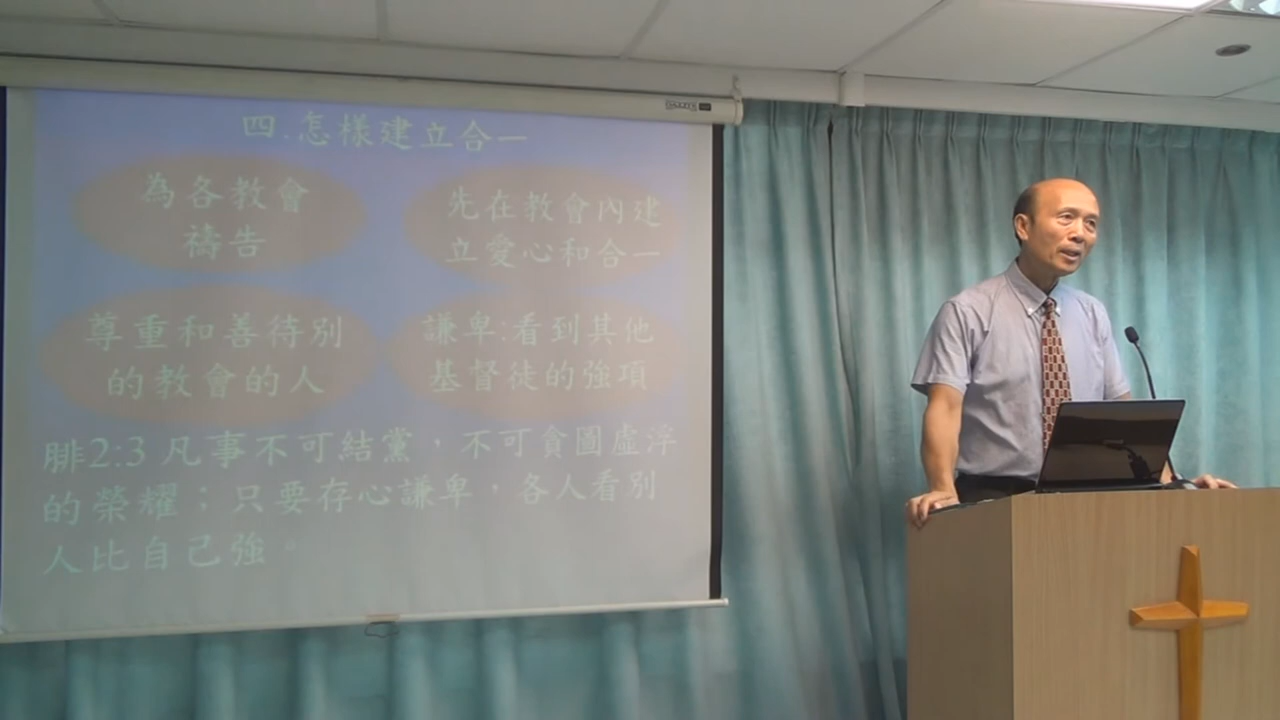 四.怎樣建立合一
為各教會
禱告
先在教會內建
立愛心和合一
尊重和善待別
的教會的人
謙卑:看到其他
基督徒的強項
腓2:3 凡事不可結黨，不可貪圖虛浮
的榮耀；只要存心謙卑，各人看別
人比自己強。